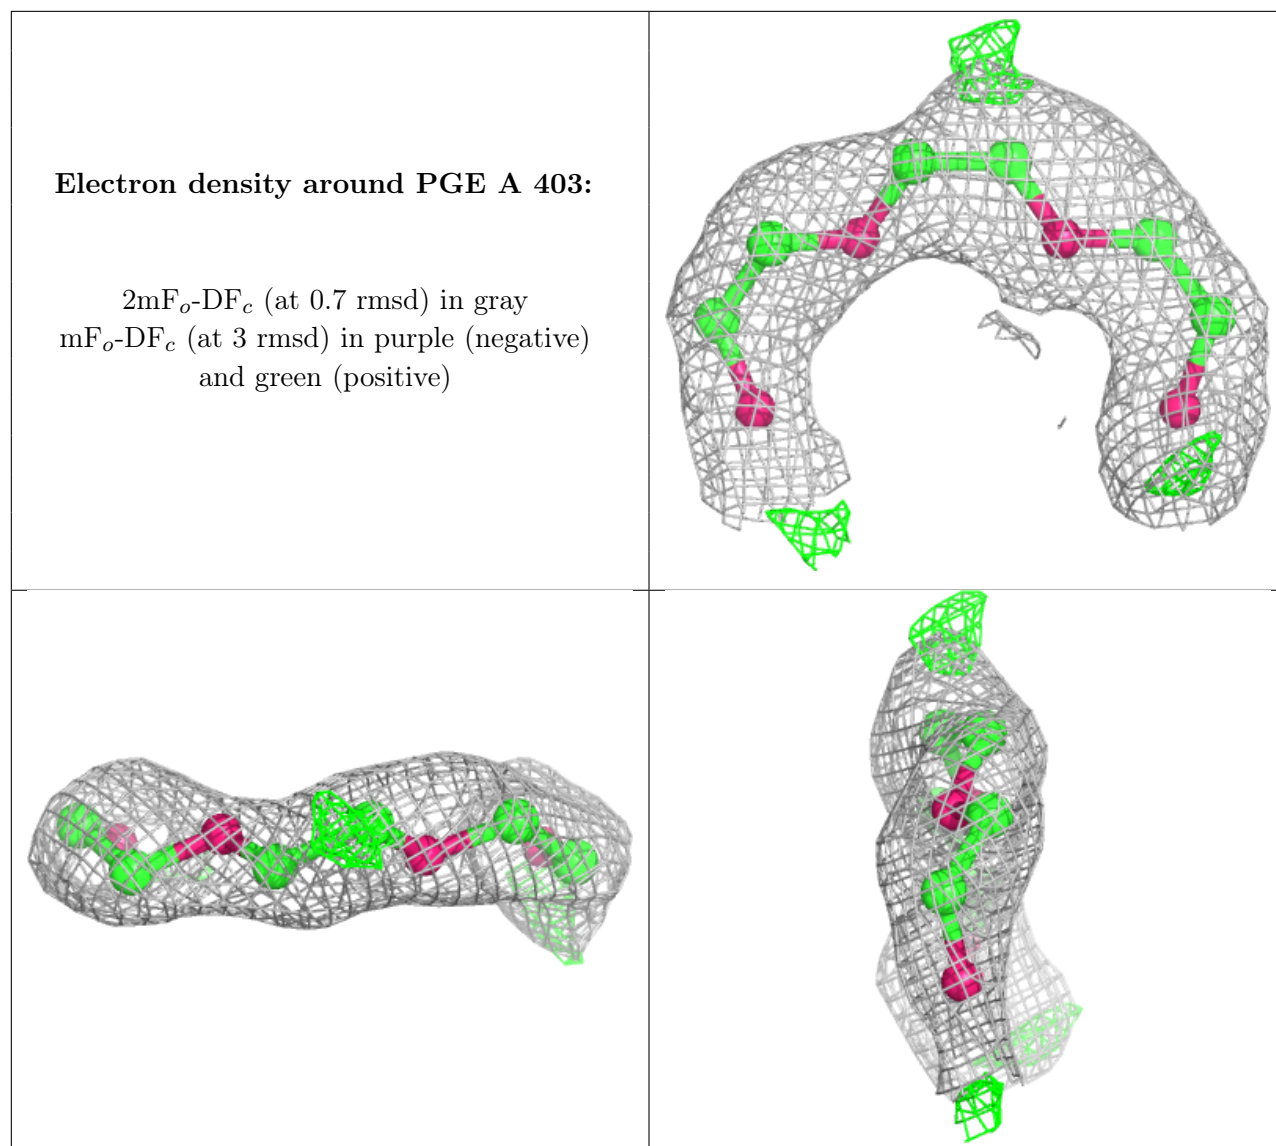 Electron density around PGE A 403:
2mFo-DFc (at 0.7 rmsd) in gray
mFo-DFc (at 3 rmsd) in purple (negative)
and green (positive)